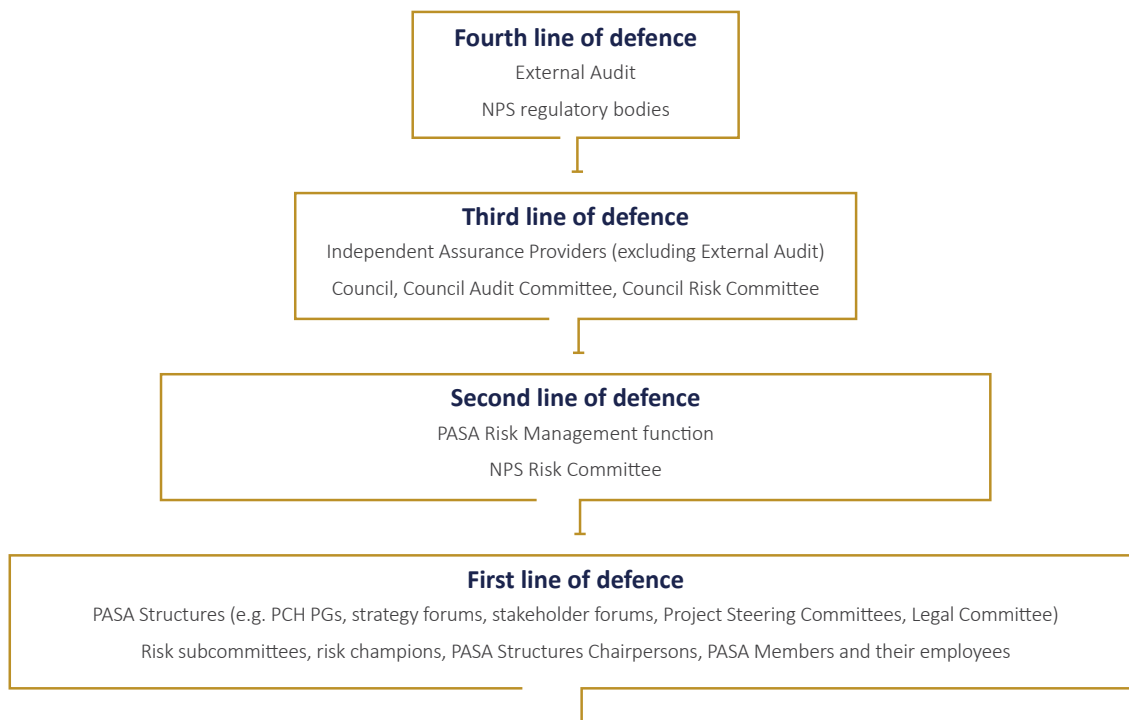 Fourth line of defence
External Audit
NPS regulatory bodies
Third line of defence
Independent Assurance Providers (excluding External Audit)
Council, Council Audit Committee, Council Risk Committee
Second line of defence
PASA Risk Management function
NPS Risk Committee
First line of defence
PASA Structures (e.g. PCH PGs, strategy forums, stakeholder forums, Project Steering Committees, Legal Committee)
Risk subcommittees, risk champions, PASA Structures Chairpersons, PASA Members and their employees